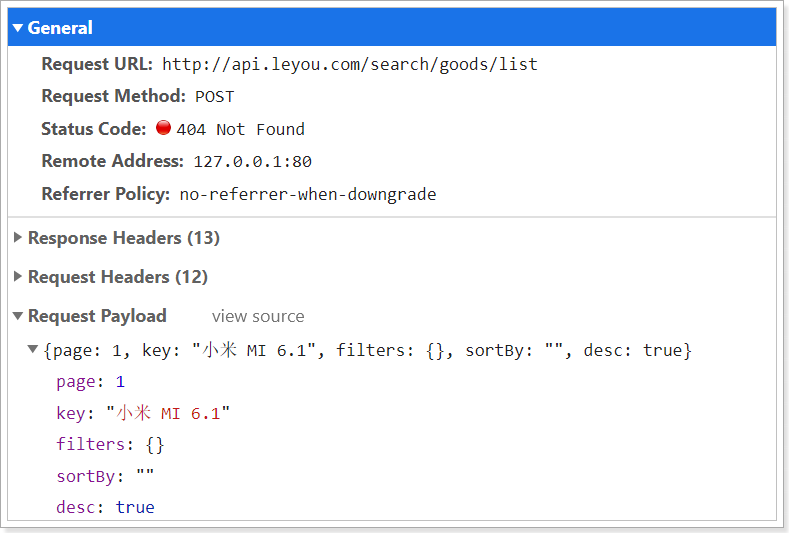 General
Request URL: http://api.leyou.com/search/goods/list
Request Method: POST
Status Code: 404 Not Found
Remote Address: 127.0.0.1:80
Referrer Policy: no-referrer-when-downgrade
Response Headers (13)
Request Headers (12)
Request Payload view source
{page: 1, key: "小米 MI 6.1", filters: {}, sortBy: "", desc: true}
page: 1
key: "小米 MI 6.1"
filters: {}
sortBy: ""
desc: true